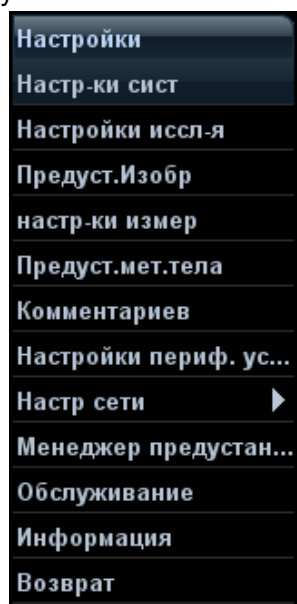 Настройки
Настр-ки сист
Настройки иссл-я
Предуст.Изобр
настр-ки измер
Предуст.мет.тела
Комментариев
Настройки периф. ус...
Настр сети
Менеджер предустан...
Обслуживание
Информация
Возврат